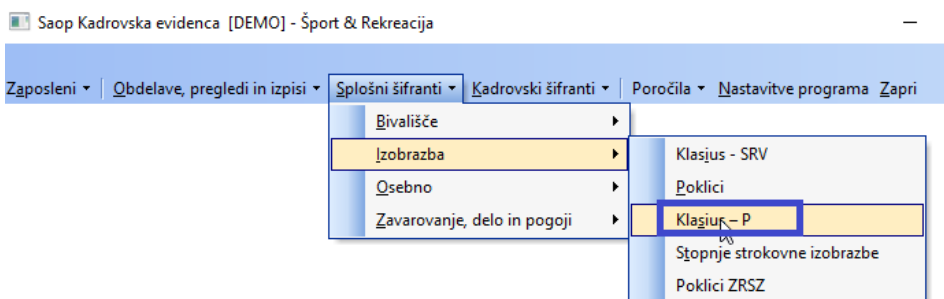 Saop Kadrovska evidenca [DEMO] - Šport & Rekreacija
Zaposleni Obdelave, pregledi in izpisi Splošni šifranti Kadrovski šifranti Poročila Nastavitve programa Zapri
Bivališče
Izobrazba
Osebno
Zavarovanje, delo in pogoji
Klasius - SRV
Poklici
Klasius – P
Stopnje strokovne izobrazbe
Poklici ZRSZ